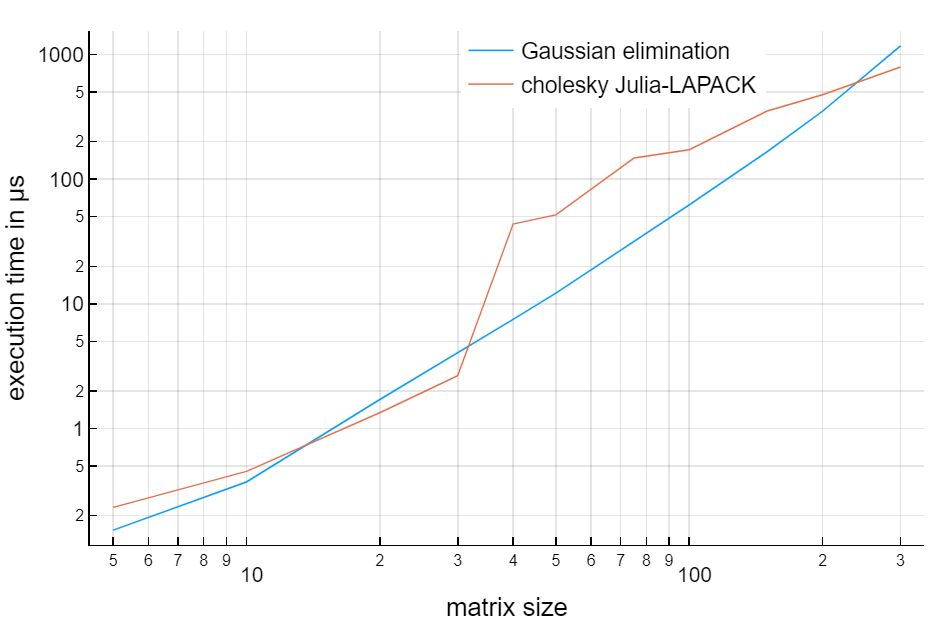 Gaussian elimination
cholesky Julia-LAPACK
execution time in µs
1000
5
2
100
5
2
10
5
2
1
5
2
5 6 7 8 9 10 2 3 4 5 6 7 8 9 100 2 3
matrix size